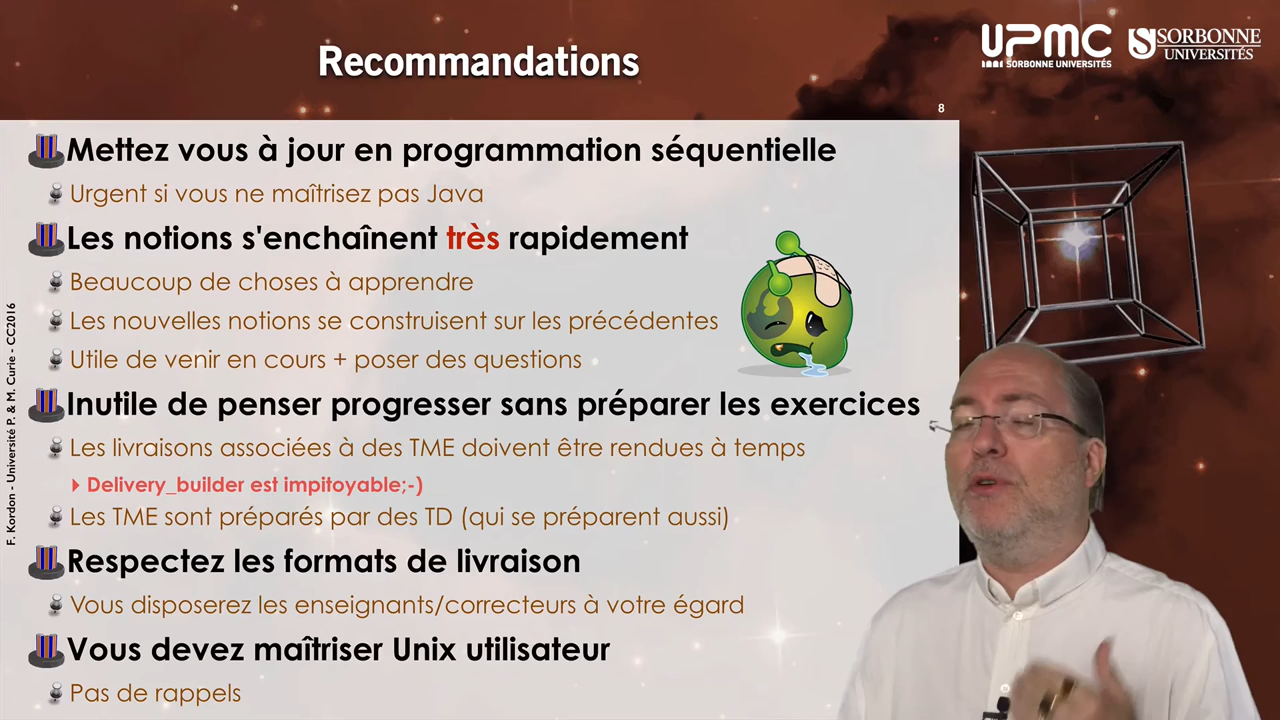 Recommandations
UPMC
SORBONNE UNIVERSITÉS
SORBONNE
UNIVERSITÉS
8
Mettez vous à jour en programmation séquentielle
Urgent si vous ne maîtrisez pas Java
Les notions s'enchaînent très rapidement
Beaucoup de choses à apprendre
Les nouvelles notions se construisent sur les précédentes
Utile de venir en cours + poser des questions
Inutile de penser progresser sans préparer les exercices
Les livraisons associées à des TME doivent être rendues à temps
Delivery_builder est impitoyable;-)
Les TME sont préparés par des TD (qui se préparent aussi)
Respectez les formats de livraison
Vous disposerez les enseignants/correcteurs à votre égard
Vous devez maîtriser Unix utilisateur
Pas de rappels
F. Kordon - Université P. & M. Curie - CC2016